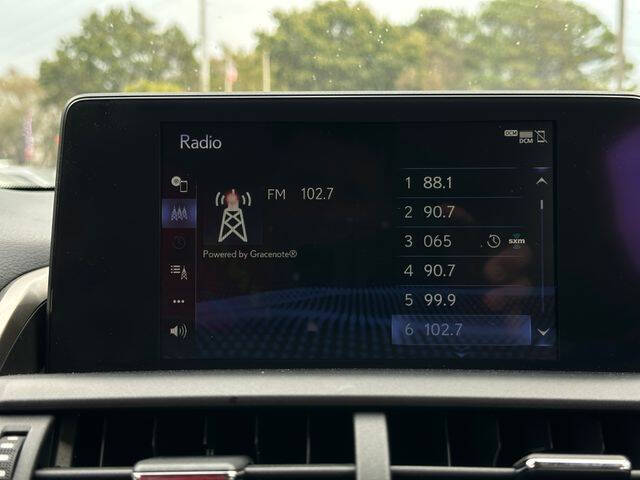 Radio
DCM
DCM
FM 102.7
Powered by Gracenote®
1 88.1
2 90.7
3 065 sxm
4 90.7
5 99.9
6 102.7